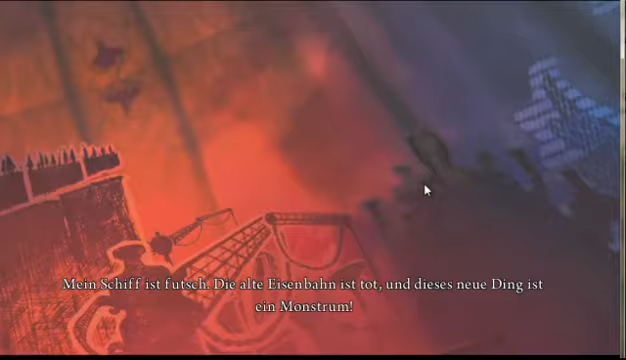 Mein Schiff ist futsch. Die alte Eisenbahn ist tot, und dieses neue Ding ist
ein Monstrum!